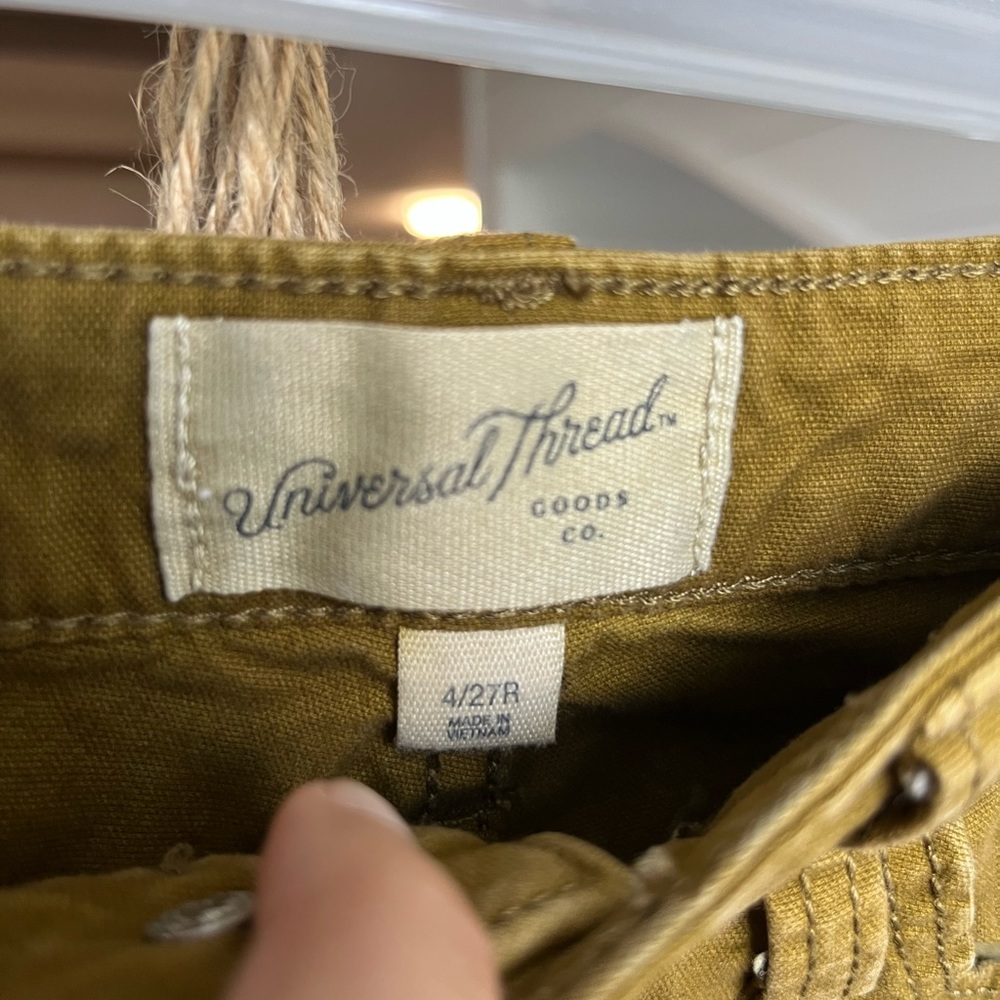 Universal Thread™
GOODS
CO.
4/27R
MADE IN
VIETNAM